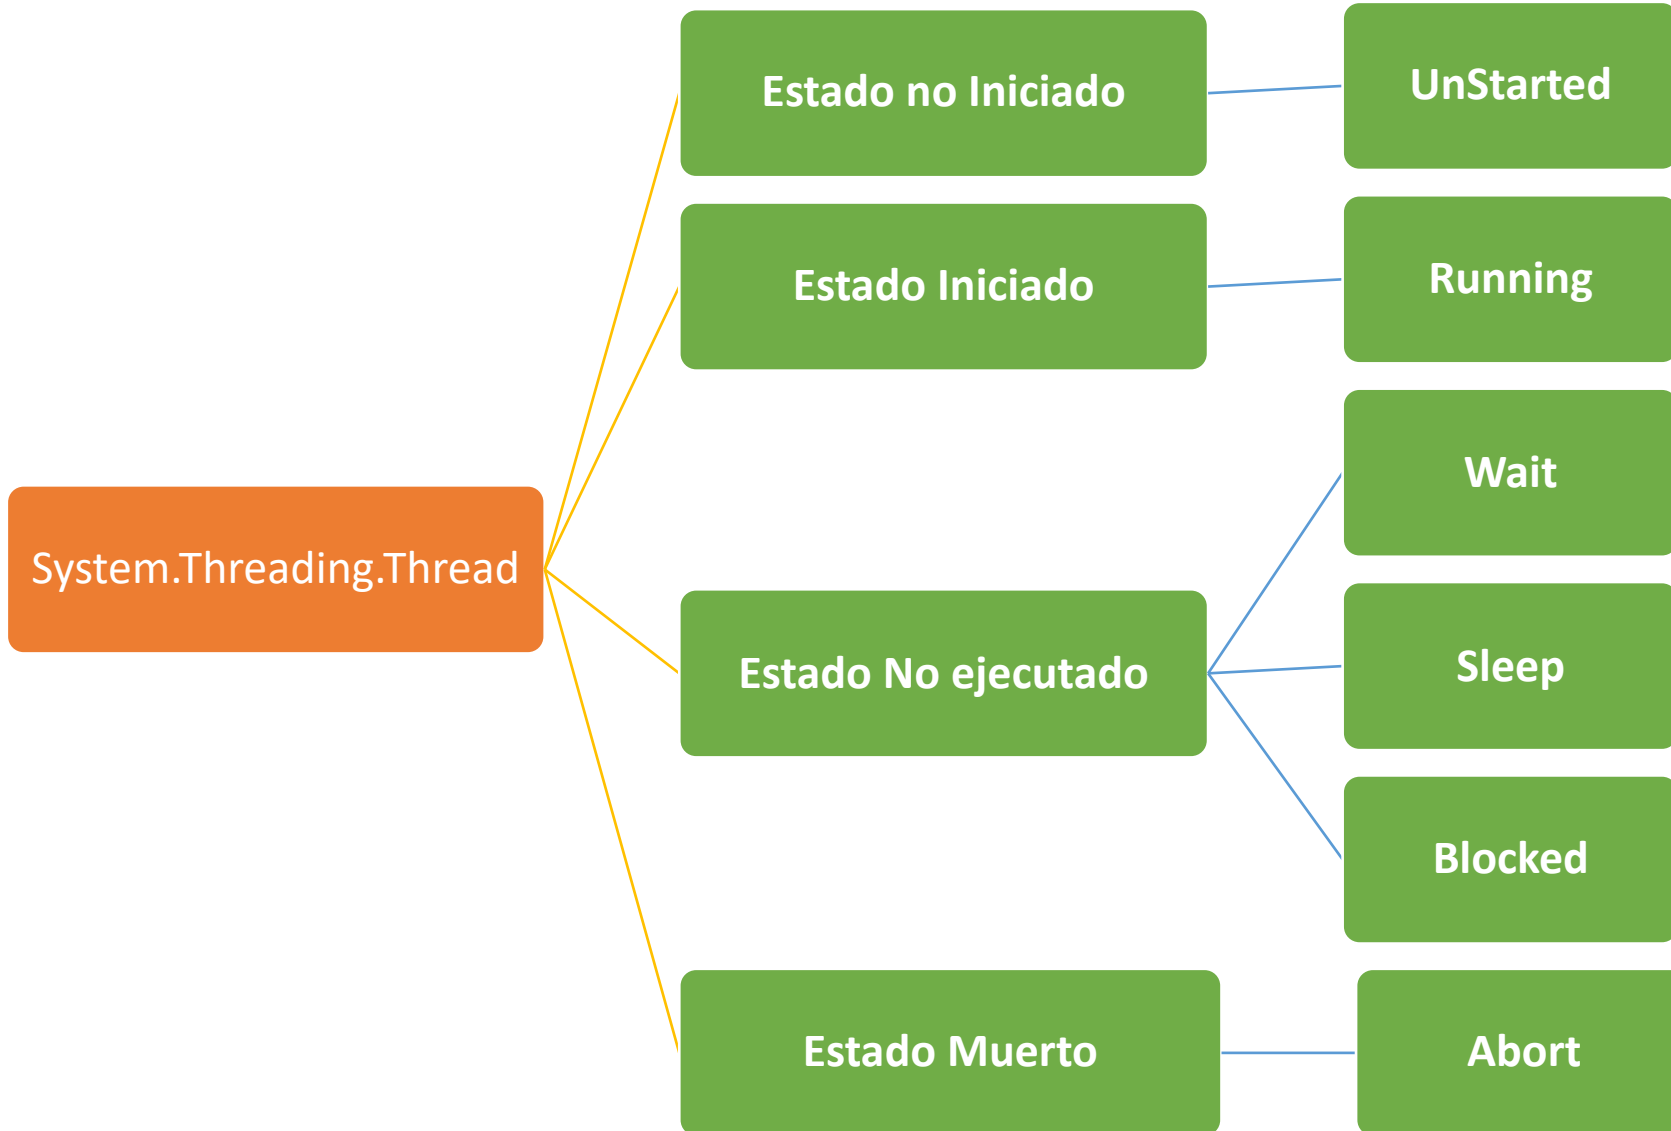 System.Threading.Thread
Estado no Iniciado
UnStarted
Estado Iniciado
Running
Estado No ejecutado
Wait
Sleep
Blocked
Estado Muerto
Abort